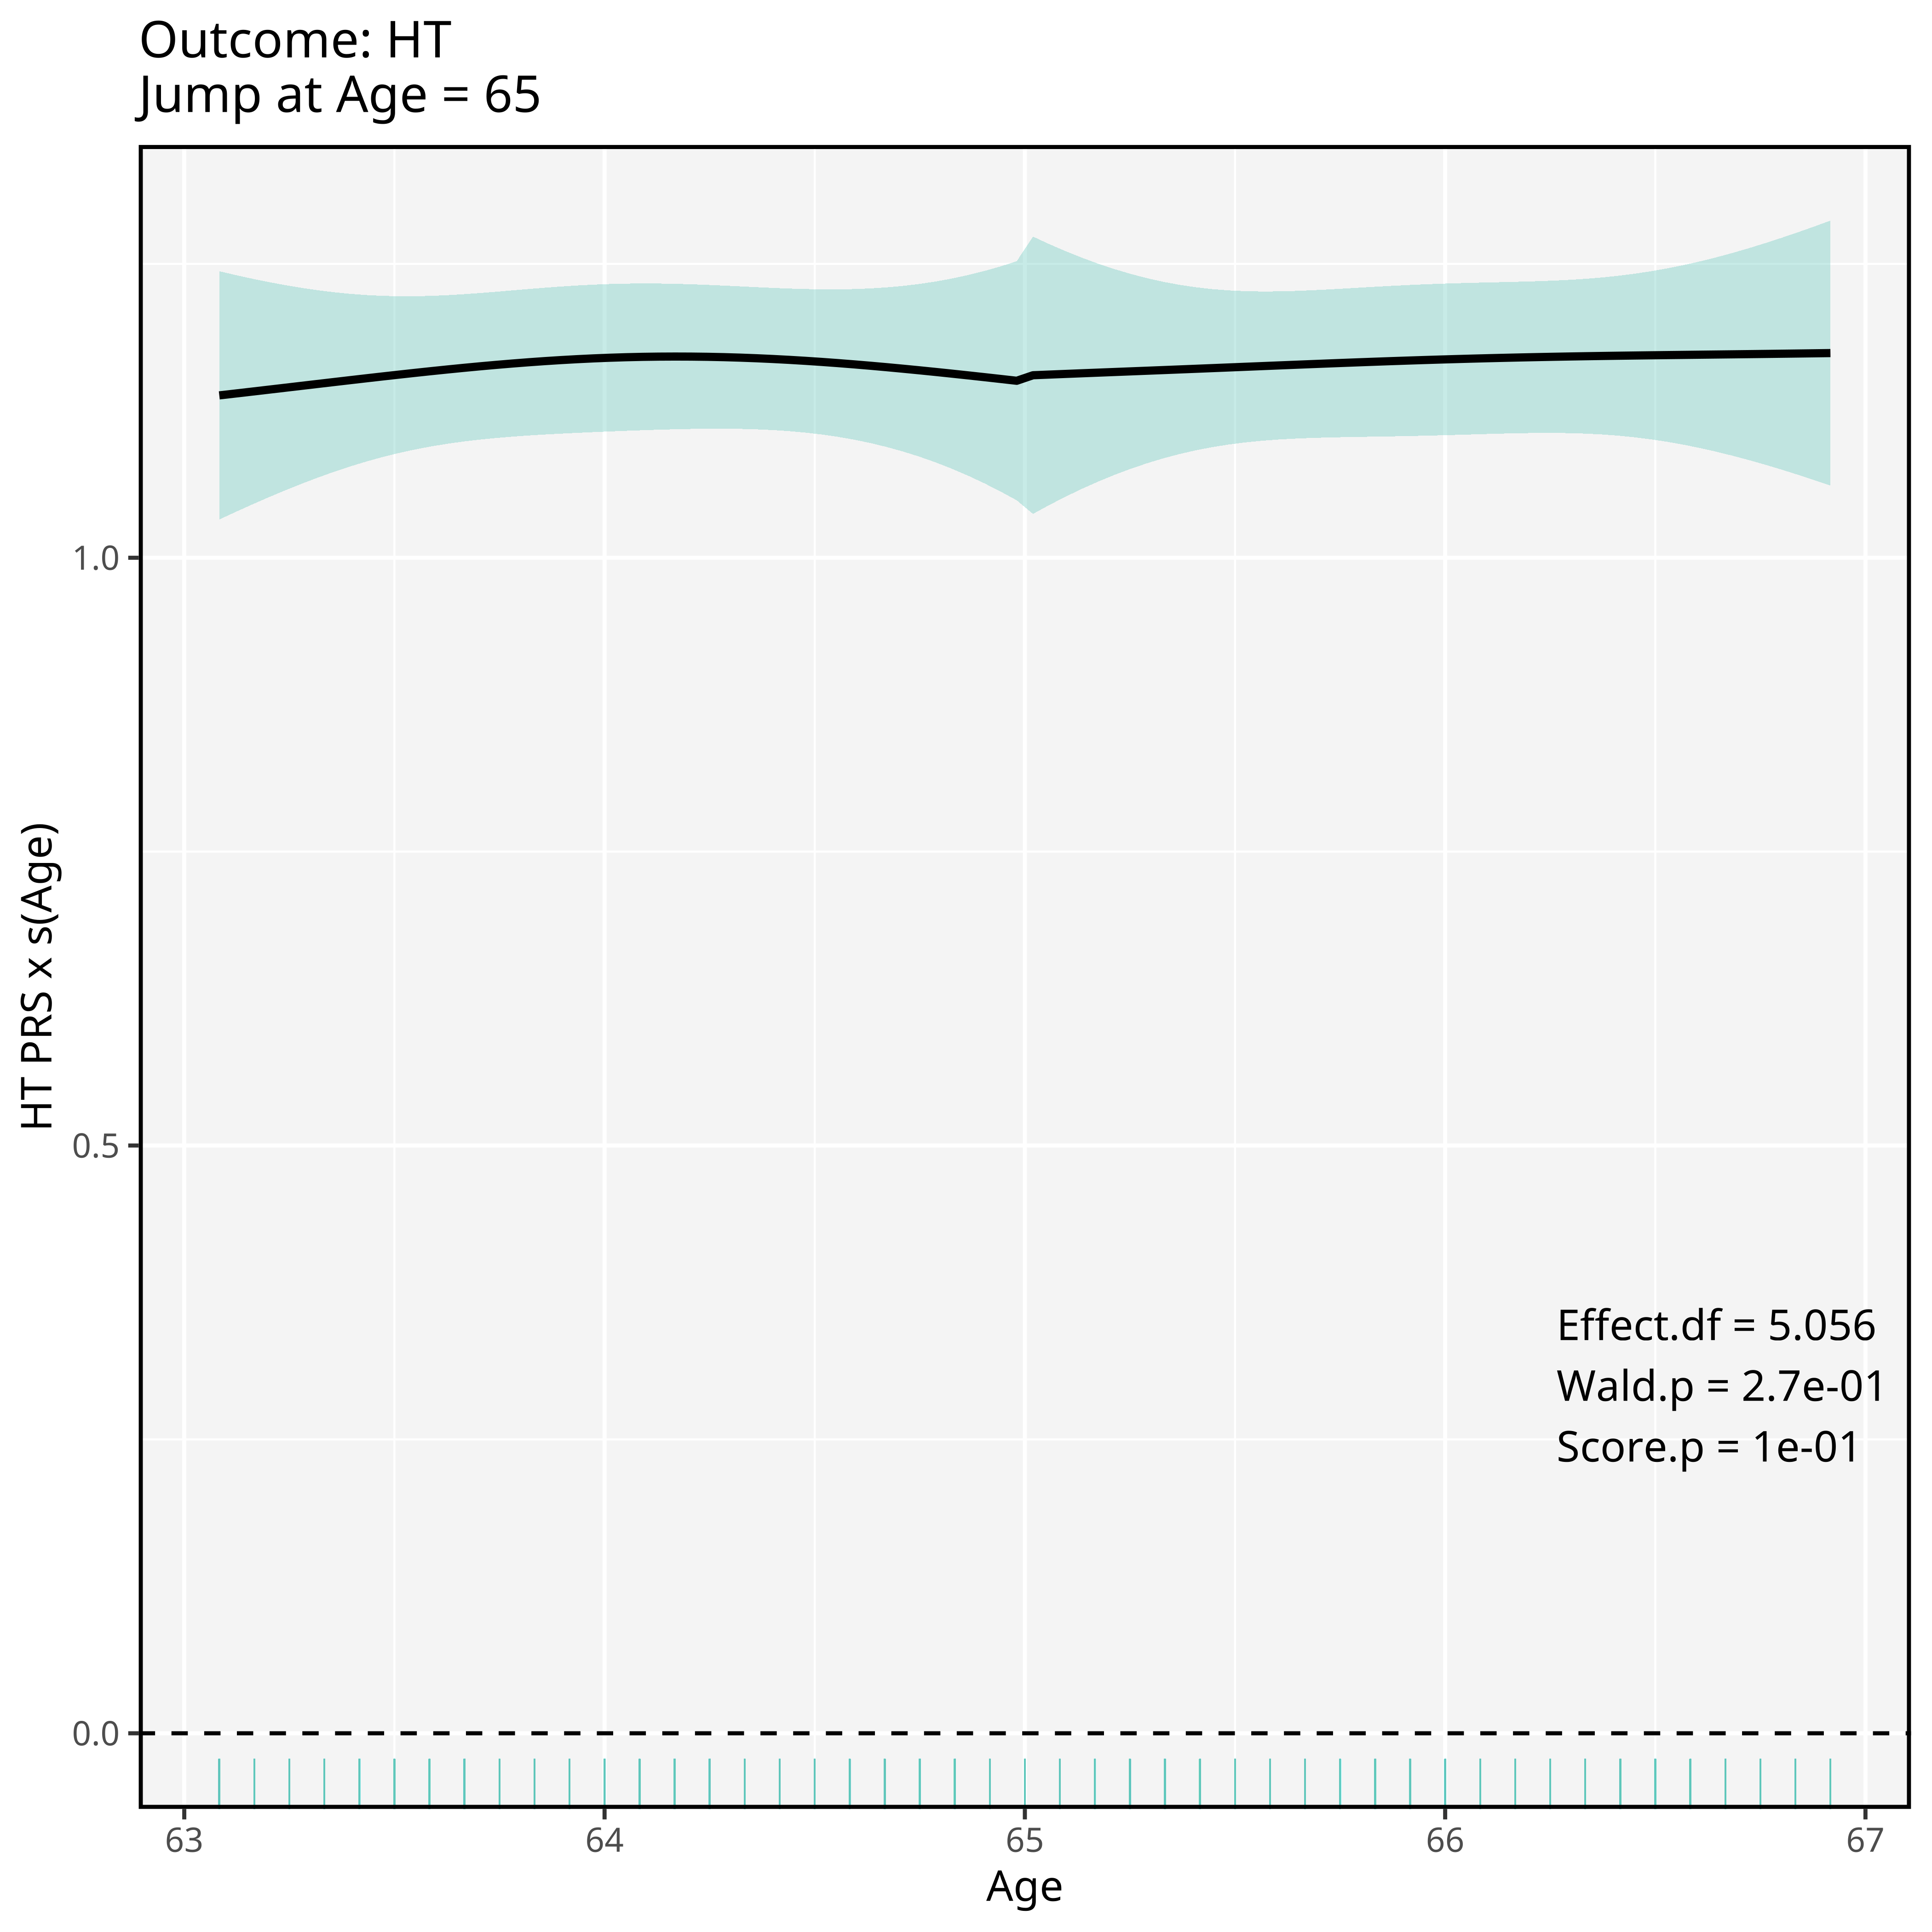 Outcome: HT
Jump at Age = 65
HT PRS x s(Age)
1.0
0.5
0.0
Effect.df = 5.056
Wald.p = 2.7e-01
Score.p = 1e-01
63 64 65 66 67
Age